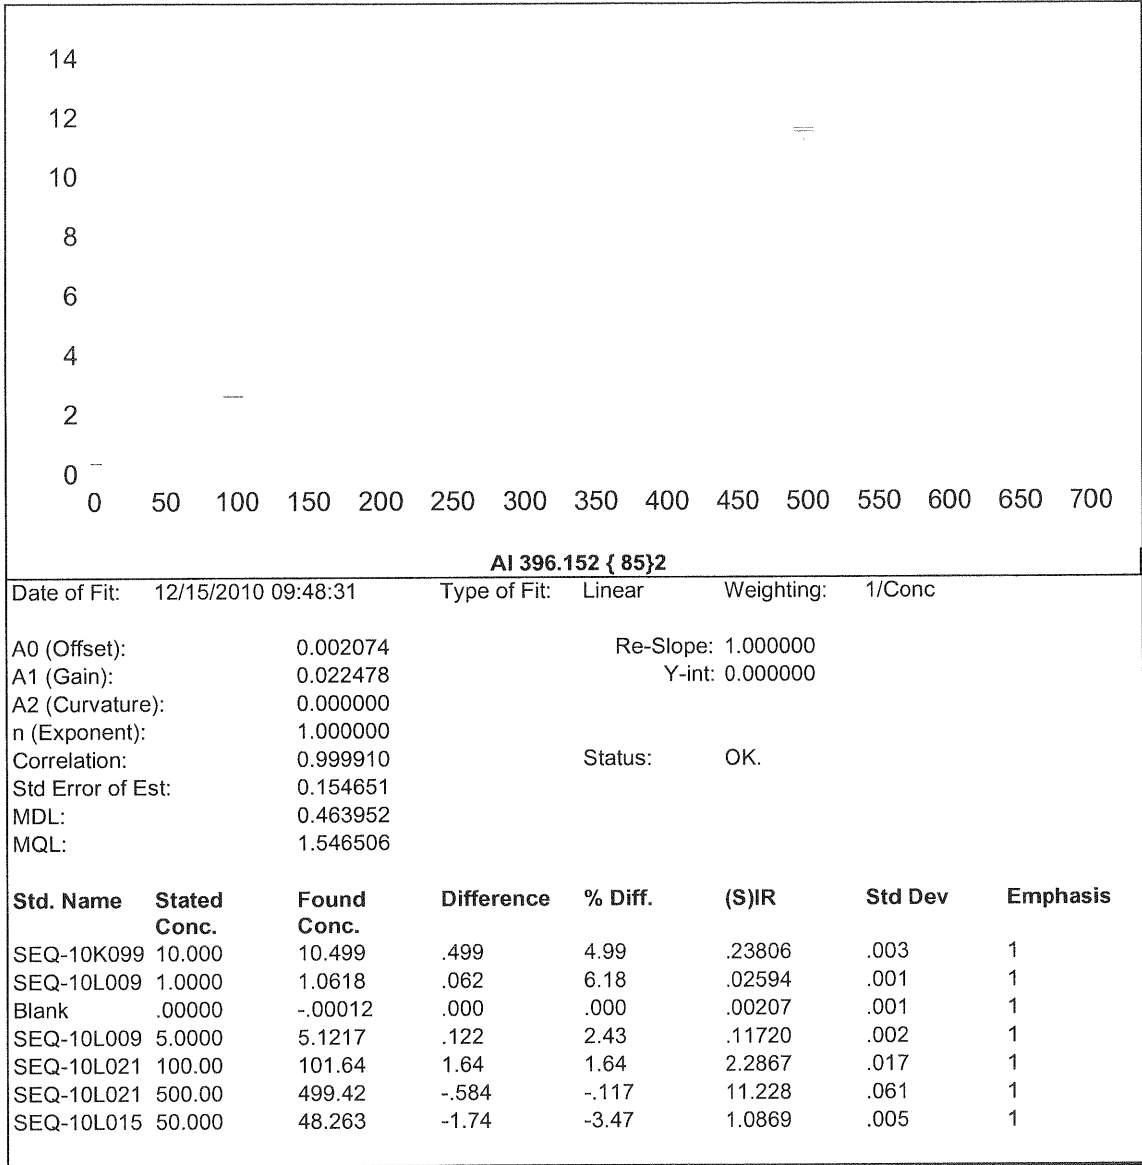 14
12
10
8
6
4
2
0
0 50 100 150 200 250 300 350 400 450 500 550 600 650 700
Al 396.152 { 85}2
Date of Fit: 12/15/2010 09:48:31 Type of Fit: Linear Weighting: 1/Conc
A0 (Offset): 0.002074 Re-Slope: 1.000000
A1 (Gain): 0.022478 Y-int: 0.000000
A2 (Curvature): 0.000000
n (Exponent): 1.000000
Correlation: 0.999910 Status: OK.
Std Error of Est: 0.154651
MDL: 0.463952
MQL: 1.546506
Std. Name Stated Found Difference % Diff. (S)IR Std Dev Emphasis
Conc. Conc.
SEQ-10K099 10.000 10.499 .499 4.99 .23806 .003 1
SEQ-10L009 1.0000 1.0618 .062 6.18 .02594 .001 1
Blank .00000 -.00012 .000 .000 .00207 .001 1
SEQ-10L009 5.0000 5.1217 .122 2.43 .11720 .002 1
SEQ-10L021 100.00 101.64 1.64 1.64 2.2867 .017 1
SEQ-10L021 500.00 499.42 -.584 -.117 11.228 .061 1
SEQ-10L015 50.000 48.263 -1.74 -3.47 1.0869 .005 1